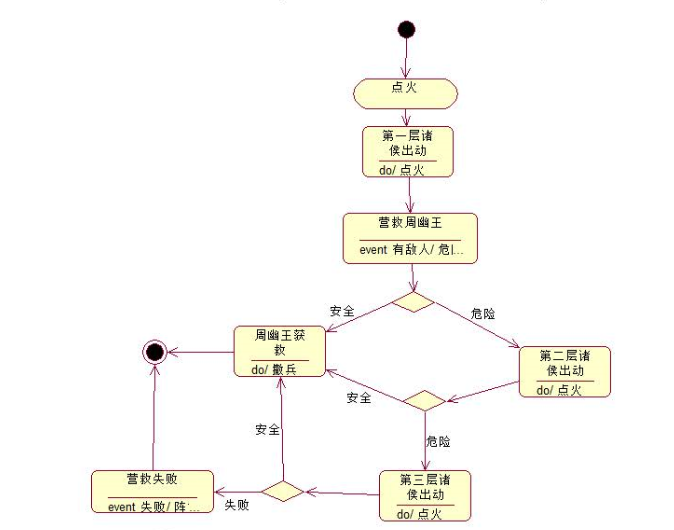 点火
第一层诸
侯出动
do/ 点火
营救周幽王
event 有敌人/ 危...
安全
危险
周幽王获
救
do/ 撤兵
第二层诸
侯出动
do/ 点火
安全
危险
安全
营救失败
event 失败/ 阵...
失败
第三层诸
侯出动
do/ 点火